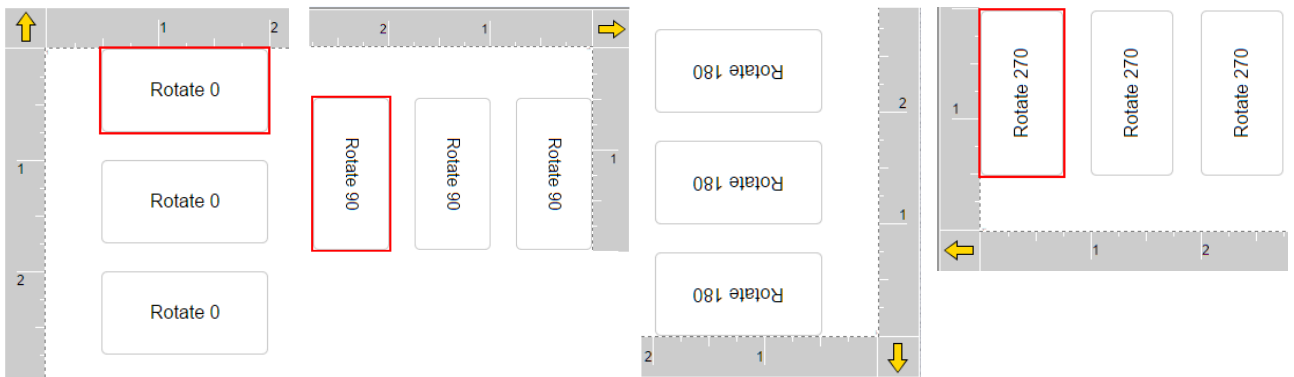 1 2
Rotate 0
1
Rotate 0
2
Rotate 0
2 1
Rotate 90 Rotate 90 Rotate 90
1
Rotate 180
2
Rotate 180
1
Rotate 180
2 1
Rotate 270 Rotate 270 Rotate 270
1
1 2